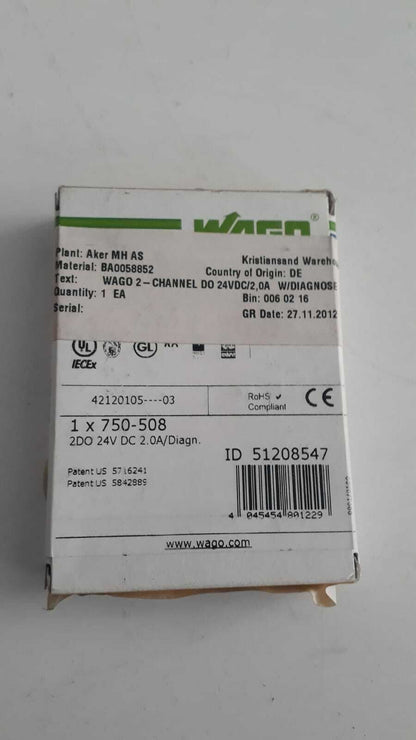 WAGO®
Plant: Aker MH AS Kristiansand Wareho
Material: BA0058852 Country of Origin: DE
Text: WAGO 2-CHANNEL DO 24VDC/2,0A W/DIAGNOSE
Quantity: 1 EA Bin: 006 02 16
Serial: GR Date: 27.11.2012
UL Ex GL
IECEx
42120105----03 RoHS ✓ Compliant CE
1 x 750-508
2DO 24V DC 2.0A/Diagn.
ID 51208547
Patent US 5716241
Patent US 5842889
4 045454 801229
www.wago.com